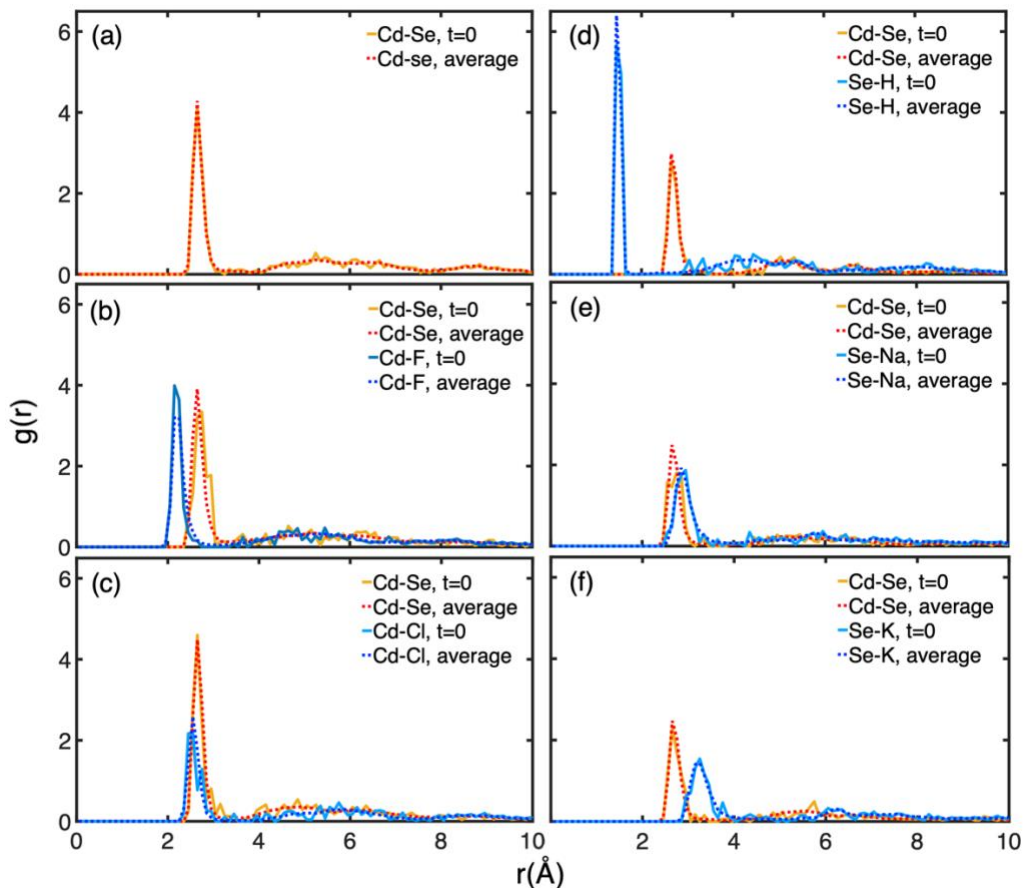 (a)
Cd-Se, t=0
Cd-se, average
6
4
2
0
(b)
Cd-Se, t=0
Cd-Se, average
Cd-F, t=0
Cd-F, average
6
4
2
0
(c)
Cd-Se, t=0
Cd-Se, average
Cd-Cl, t=0
Cd-Cl, average
6
4
2
0
0 2 4 6 8 10
(d)
Cd-Se, t=0
Cd-Se, average
Se-H, t=0
Se-H, average
(e)
Cd-Se, t=0
Cd-Se, average
Se-Na, t=0
Se-Na, average
(f)
Cd-Se, t=0
Cd-Se, average
Se-K, t=0
Se-K, average
0 2 4 6 8 10
g(r)
r(Å)